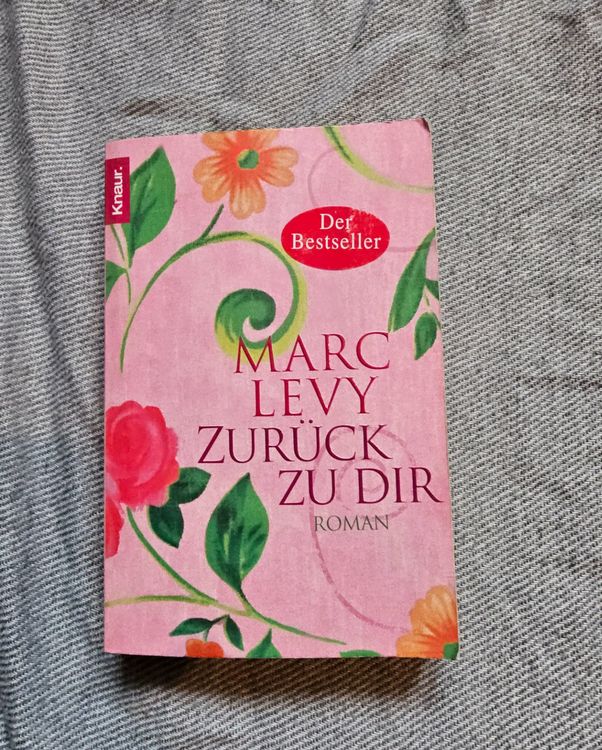 Knaur.
Der
Bestseller
MARC
LEVY
ZURÜCK
ZU DIR
ROMAN